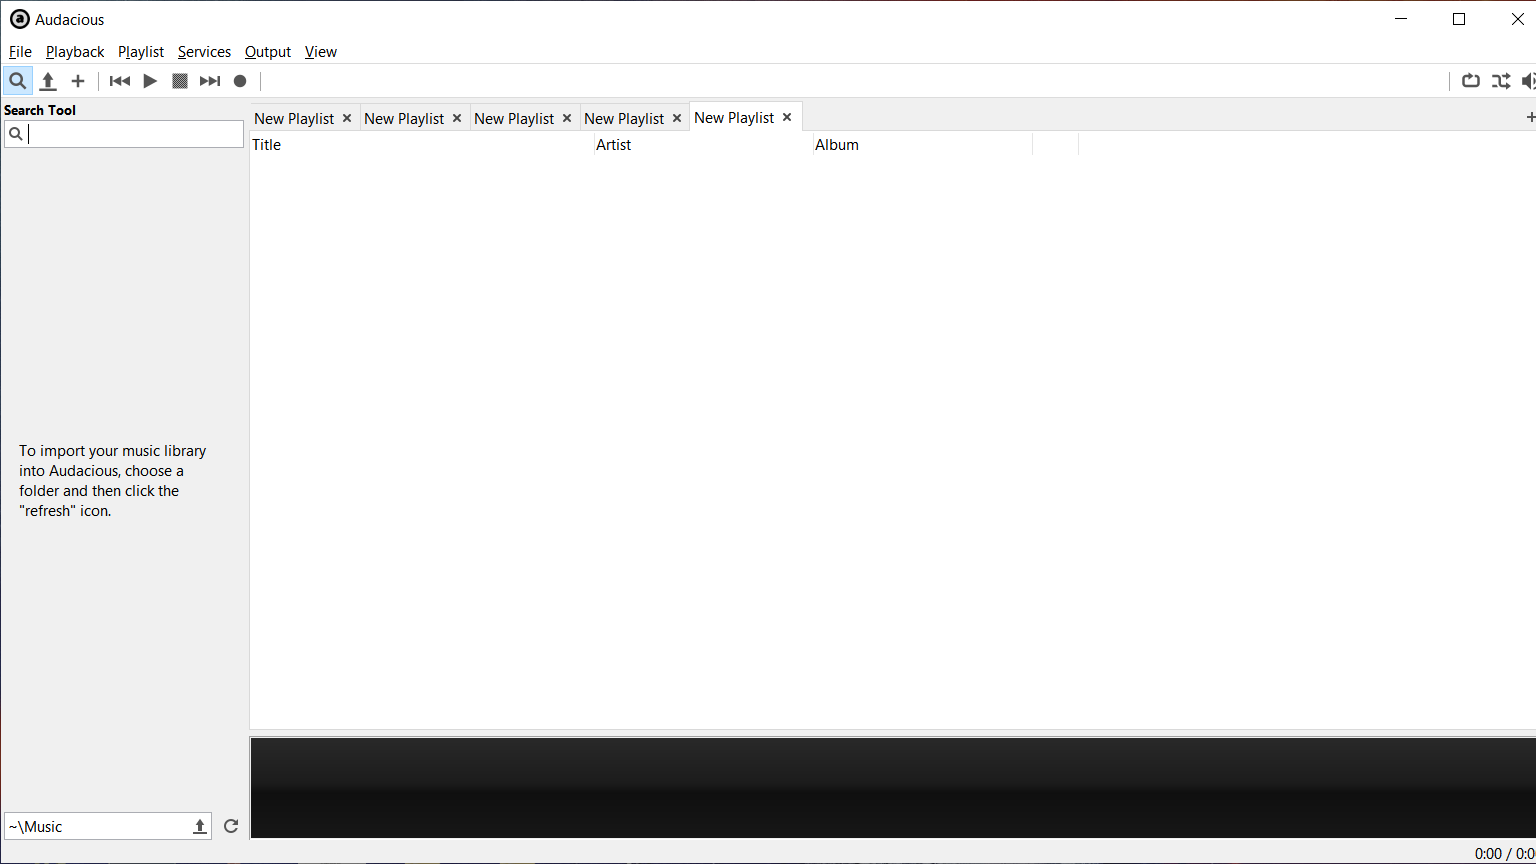 Audacious
File Playback Playlist Services Output View
Search Tool
New Playlist New Playlist New Playlist New Playlist New Playlist
Title Artist Album
To import your music library
into Audacious, choose a
folder and then click the
"refresh" icon.
~\Music
0:00 / 0:0